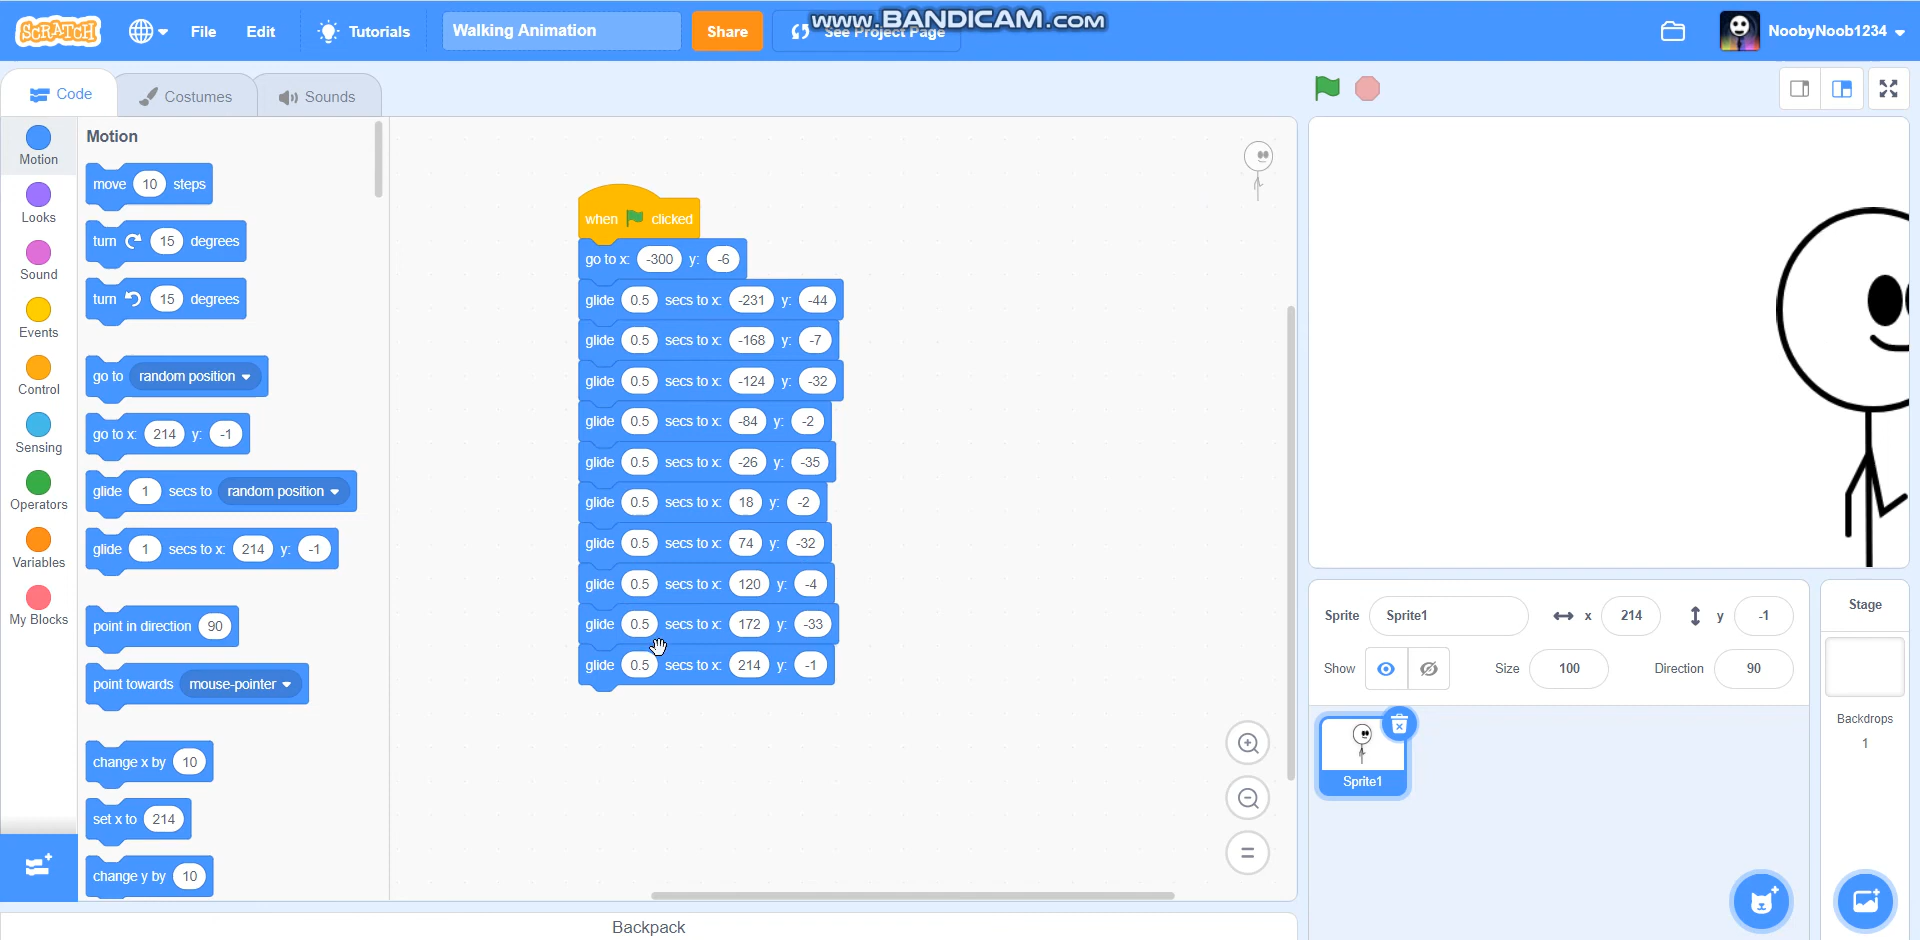 SCRATCH
File
Edit
Tutorials
Walking Animation
Share
See Project Page
www.BANDICAM.com
NoobyNoob1234
Code
Costumes
Sounds
Motion
Looks
Sound
Events
Control
Sensing
Operators
Variables
My Blocks
Motion
move 10 steps
turn 15 degrees
turn 15 degrees
go to random position
go to x: 214 y: -1
glide 1 secs to random position
glide 1 secs to x: 214 y: -1
point in direction 90
point towards mouse-pointer
change x by 10
set x to 214
change y by 10
when clicked
go to x: -300 y: -6
glide 0.5 secs to x: -231 y: -44
glide 0.5 secs to x: -168 y: -7
glide 0.5 secs to x: -124 y: -32
glide 0.5 secs to x: -84 y: -2
glide 0.5 secs to x: -26 y: -35
glide 0.5 secs to x: 18 y: -2
glide 0.5 secs to x: 74 y: -32
glide 0.5 secs to x: 120 y: -4
glide 0.5 secs to x: 172 y: -33
glide 0.5 secs to x: 214 y: -1
Backpack
Sprite Sprite1 x 214 y -1
Show Size 100 Direction 90
Sprite1
Stage
Backdrops
1